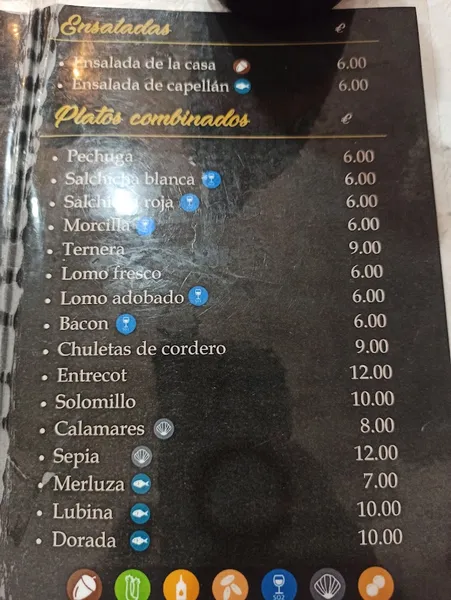 Ensaladas €
• Ensalada de la casa 6.00
• Ensalada de capellán 6.00
Platos combinados €
• Pechuga 6.00
• Salchicha blanca 6.00
• Salchicha roja 6.00
• Morcilla 6.00
• Ternera 9.00
• Lomo fresco 6.00
• Lomo adobado 6.00
• Bacon 6.00
• Chuletas de cordero 9.00
• Entrecot 12.00
• Solomillo 10.00
• Calamares 8.00
• Sepia 12.00
• Merluza 7.00
• Lubina 10.00
• Dorada 10.00
SO2